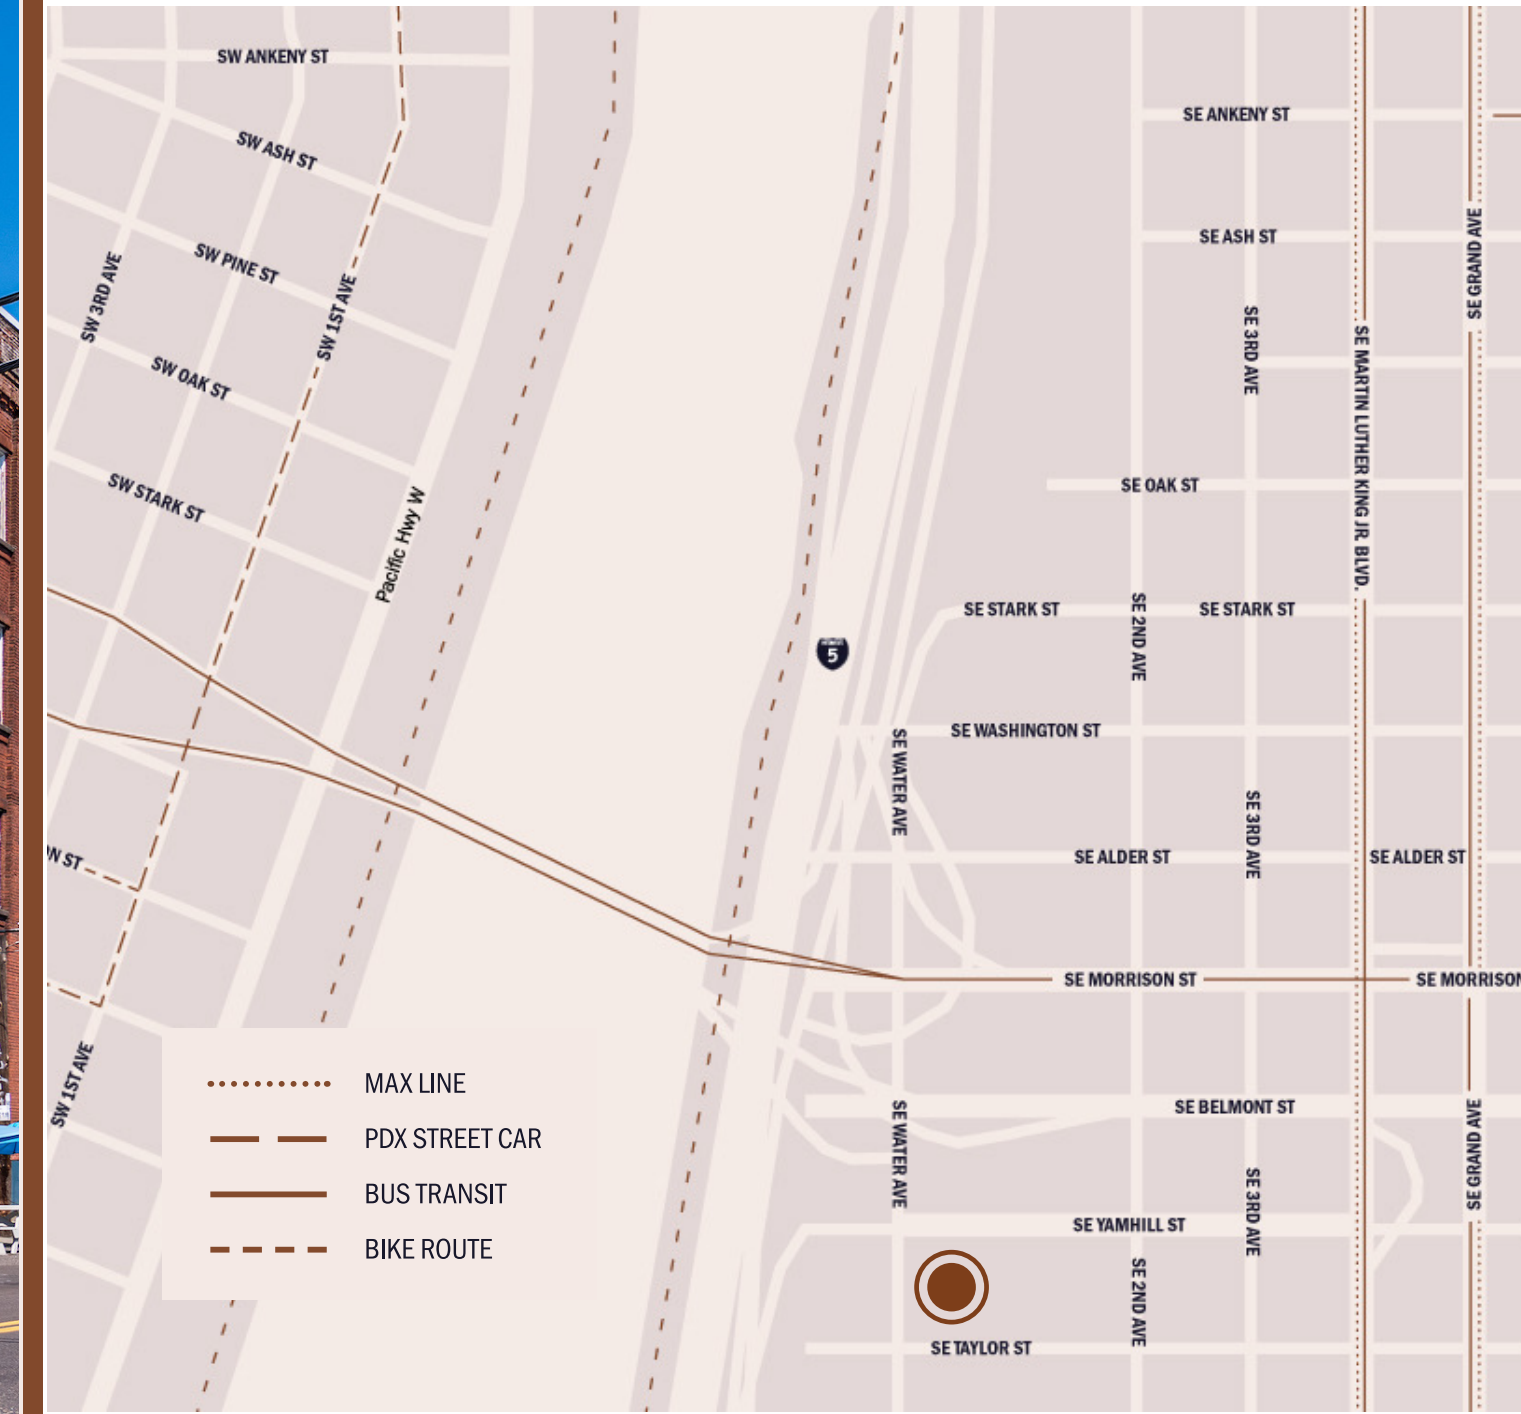 SW ANKENY ST
SE ANKENY ST
SW ASH ST
SE ASH ST
SW PINE ST
SE GRAND AVE
SW 3RD AVE
SW 1ST AVE
SE 3RD AVE
SE MARTIN LUTHER KING JR. BLVD.
SW OAK ST
SE OAK ST
SW STARK ST
Pacific Hwy W
SE STARK ST
SE STARK ST
SE 2ND AVE
5
SE WASHINGTON ST
SE WATER AVE
SE 3RD AVE
SE ALDER ST
SE ALDER ST
N ST
SE MORRISON ST
SE MORRISON
SW 1ST AVE
MAX LINE
PDX STREET CAR
BUS TRANSIT
BIKE ROUTE
SE BELMONT ST
SE WATER AVE
SE GRAND AVE
SE 3RD AVE
SE YAMHILL ST
SE 2ND AVE
SE TAYLOR ST